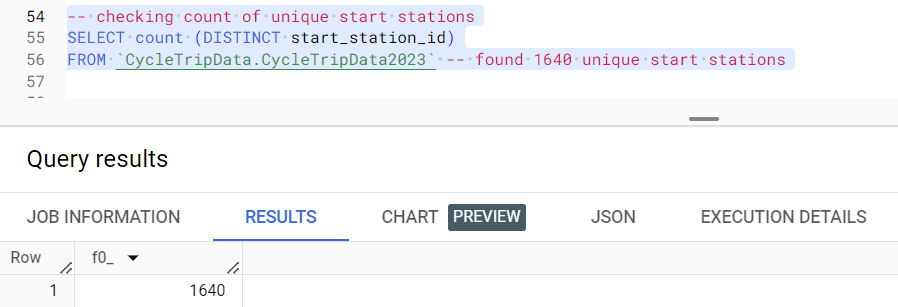 54 -- checking count of unique start stations
55 SELECT count (DISTINCT start_station_id)
56 FROM `CycleTripData.CycleTripData2023` -- found 1640 unique start stations
57
Query results
JOB INFORMATION RESULTS CHART PREVIEW JSON EXECUTION DETAILS
Row f0_
1 1640